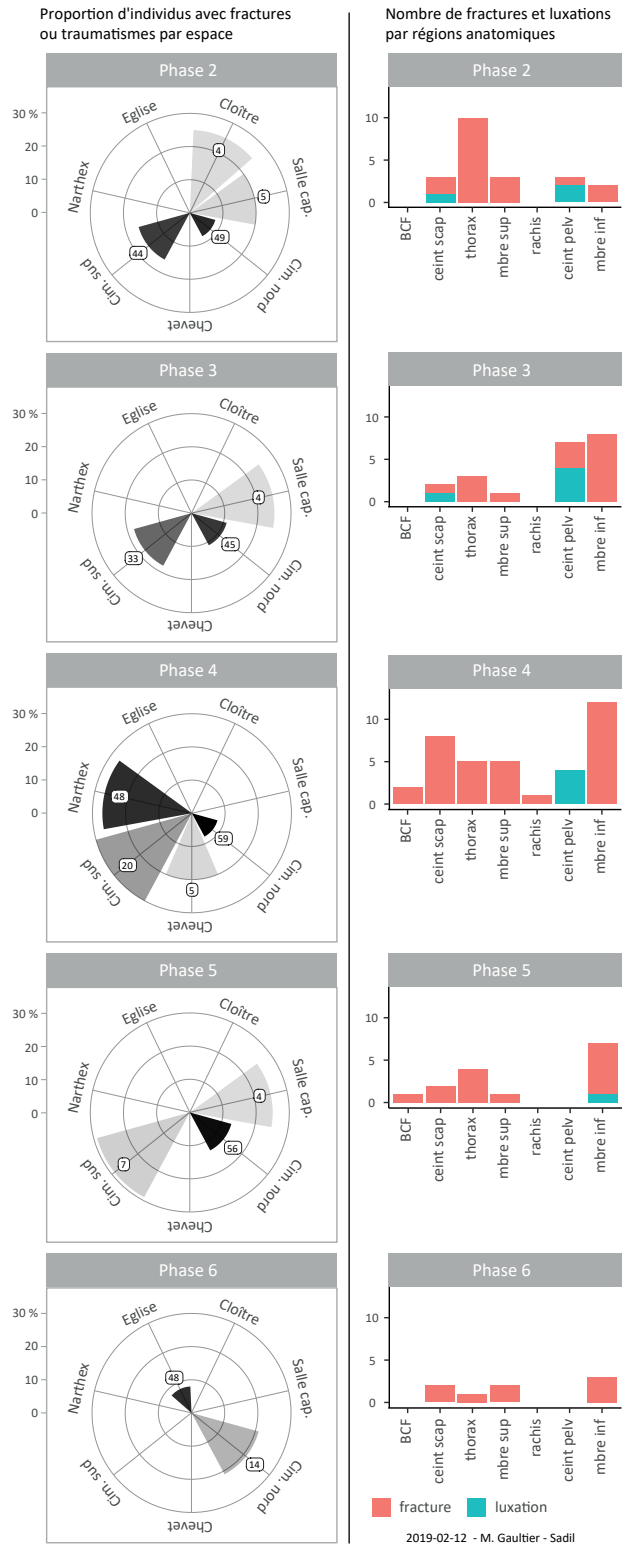 Proportion d'individus avec fractures
ou traumatismes par espace
Nombre de fractures et luxations
par régions anatomiques
Phase 2
30 %
20
10
0
Eglise
Cloître
Salle cap.
Cim. nord
Chevet
Cim. sud
Narthex
4
5
49
44
Phase 2
10
5
0
BCF
ceint scap
thorax
mbre sup
rachis
ceint pelv
mbre inf
Phase 3
30 %
20
10
0
Eglise
Cloître
Salle cap.
Cim. nord
Chevet
Cim. sud
Narthex
4
45
33
Phase 3
10
5
0
BCF
ceint scap
thorax
mbre sup
rachis
ceint pelv
mbre inf
Phase 4
30 %
20
10
0
Eglise
Cloître
Salle cap.
Cim. nord
Chevet
Cim. sud
Narthex
48
59
20
5
Phase 4
10
5
0
BCF
ceint scap
thorax
mbre sup
rachis
ceint pelv
mbre inf
Phase 5
30 %
20
10
0
Eglise
Cloître
Salle cap.
Cim. nord
Chevet
Cim. sud
Narthex
4
56
7
Phase 5
10
5
0
BCF
ceint scap
thorax
mbre sup
rachis
ceint pelv
mbre inf
Phase 6
30 %
20
10
0
Eglise
Cloître
Salle cap.
Cim. nord
Chevet
Cim. sud
Narthex
48
14
Phase 6
10
5
0
BCF
ceint scap
thorax
mbre sup
rachis
ceint pelv
mbre inf
fracture
luxation
2019-02-12 - M. Gaultier - Sadil